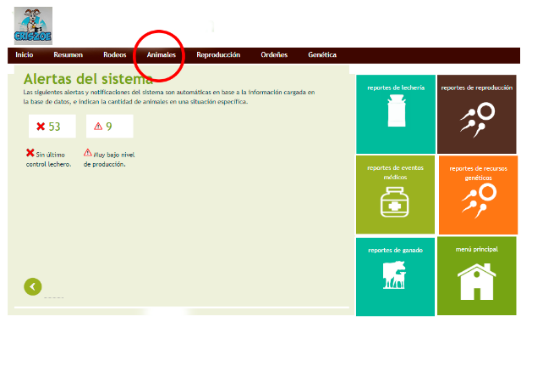 Inicio Resumen Rodeos Animales Reproducción Ordeñes Genética
Alertas del sistema
Las siguientes alertas y notificaciones del sistema son automáticas en base a la información cargada en
la base de datos, e indican la cantidad de animales en una situación específica.
53
9
Sin último
control lechero.
Muy bajo nivel
de producción.
reportes de lechería
reportes de reproducción
reportes de eventos
médicos
reportes de recursos
genéticos
reportes de ganado
menú principal